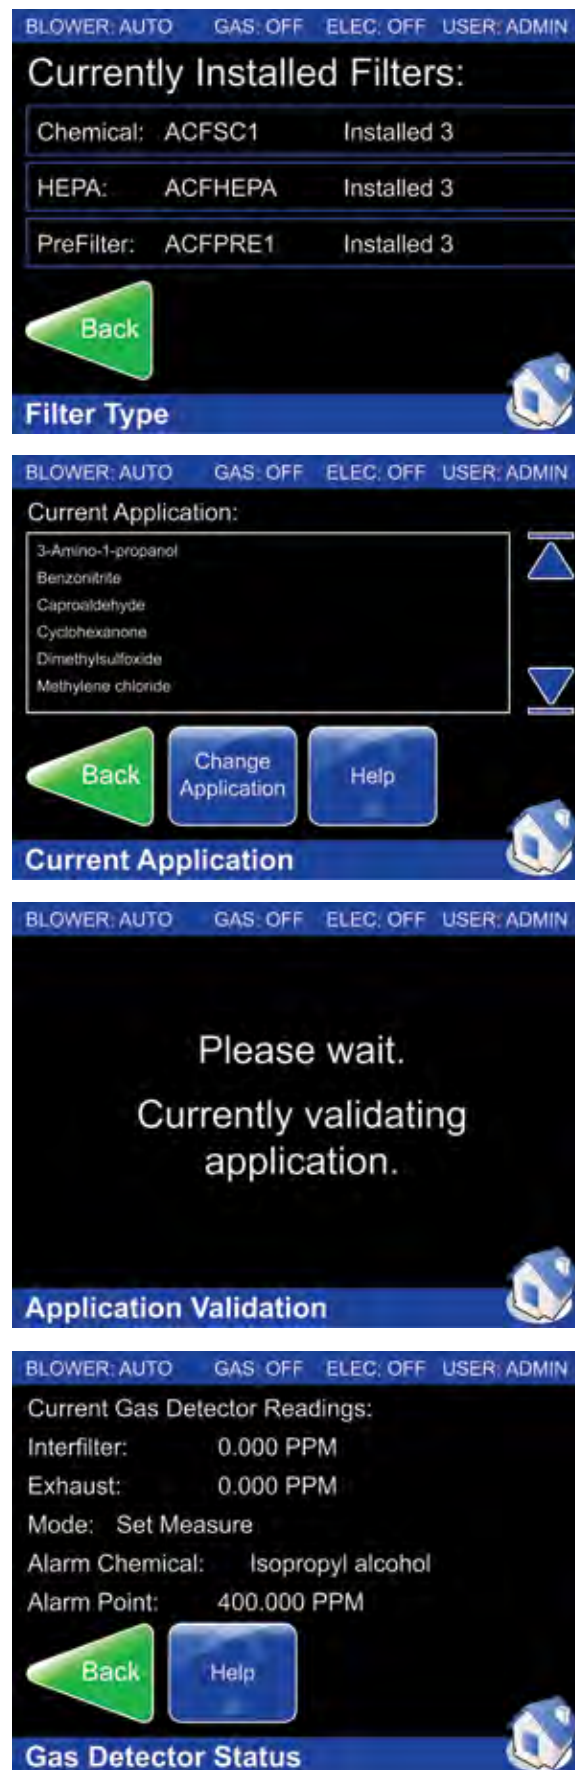 BLOWER: AUTO GAS: OFF ELEC: OFF USER: ADMIN
Currently Installed Filters:
Chemical: ACFSC1 Installed 3
HEPA: ACFHEPA Installed 3
PreFilter: ACFPRE1 Installed 3
Back
Filter Type
BLOWER: AUTO GAS: OFF ELEC: OFF USER: ADMIN
Current Application:
3-Amino-1-propanol
Benzonitrite
Caproaldehyde
Cyclohexanone
Dimethylsulfoxide
Methylene chloride
Back
Change
Application
Help
Current Application
BLOWER: AUTO GAS: OFF ELEC: OFF USER: ADMIN
Please wait.
Currently validating
application.
Application Validation
BLOWER: AUTO GAS: OFF ELEC: OFF USER: ADMIN
Current Gas Detector Readings:
Interfilter: 0.000 PPM
Exhaust: 0.000 PPM
Mode: Set Measure
Alarm Chemical: Isopropyl alcohol
Alarm Point: 400.000 PPM
Back
Help
Gas Detector Status